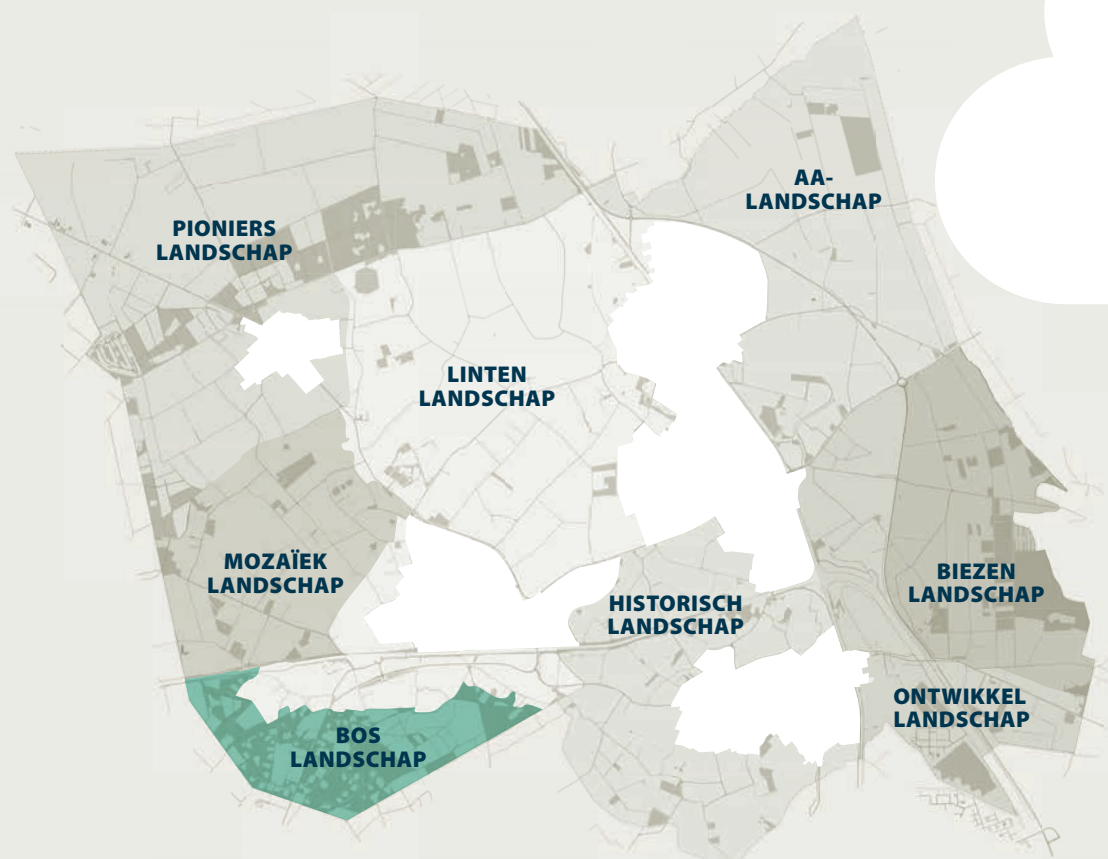 AA-
LANDSCHAP
PIONIERS
LANDSCHAP
LINTEN
LANDSCHAP
MOZAÏEK
LANDSCHAP
BIEZEN
LANDSCHAP
HISTORISCH
LANDSCHAP
ONTWIKKEL
LANDSCHAP
BOS
LANDSCHAP